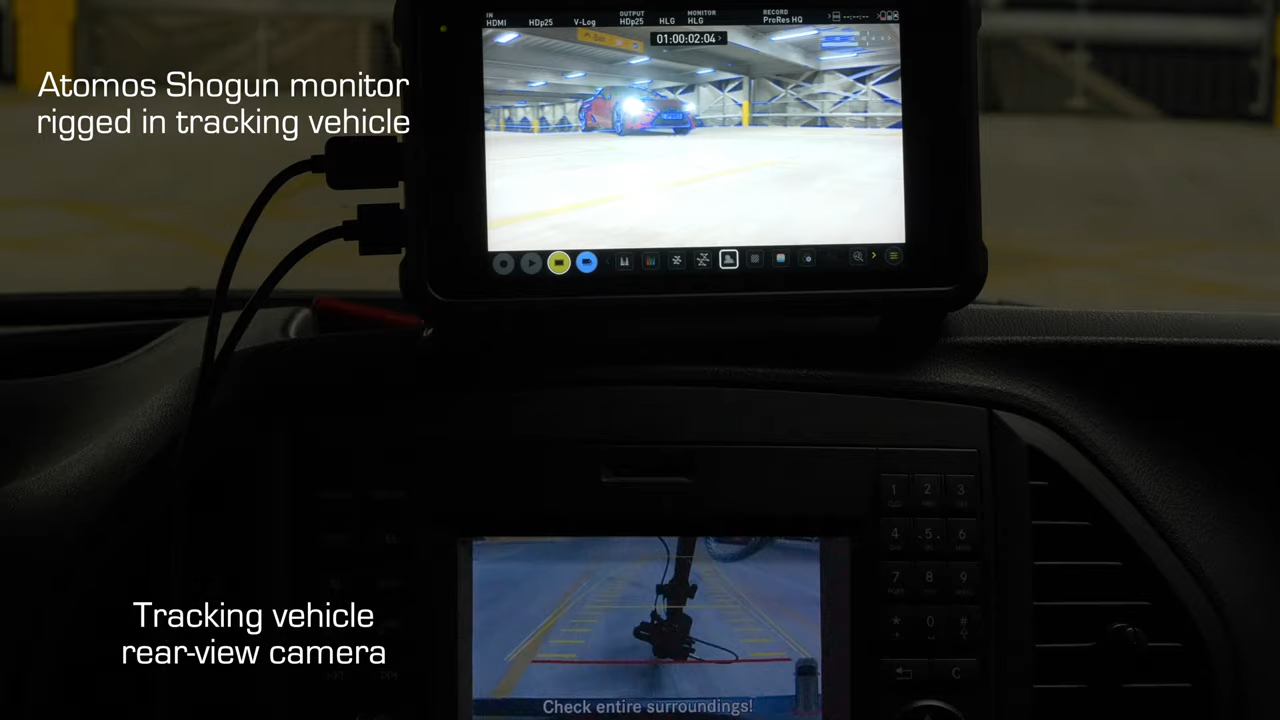 IN
HDMI HDp25 V-Log
OUTPUT
HDp25 HLG
MONITOR
HLG
RECORD
ProRes HQ
--:--:--
01:00:02:04
Atomos Shogun monitor
rigged in tracking vehicle
1 2 3
4 5 6
7 8 9
* 0 #
C
Tracking vehicle
rear-view camera
Check entire surroundings!